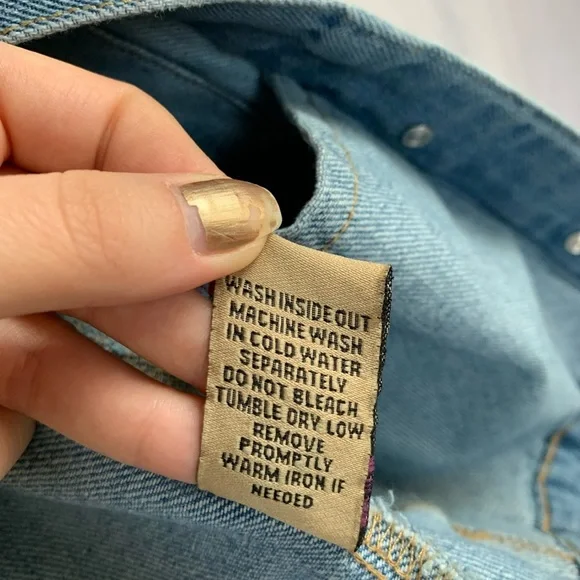 WASH INSIDE OUT
MACHINE WASH
IN COLD WATER
SEPARATELY
DO NOT BLEACH
TUMBLE DRY LOW
REMOVE
PROMPTLY
WARM IRON IF
NEEDED